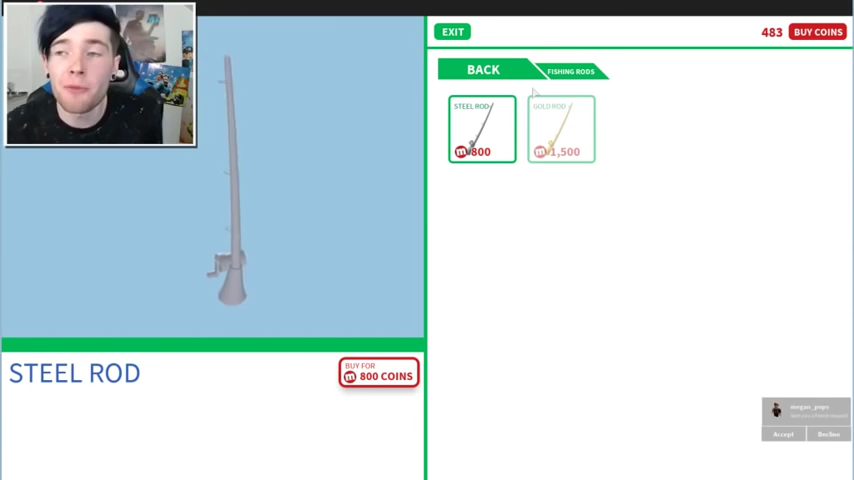 EXIT
483
BUY COINS
BACK
FISHING RODS
STEEL ROD
800
GOLD ROD
1,500
STEEL ROD
BUY FOR
800 COINS
Accept
Decline